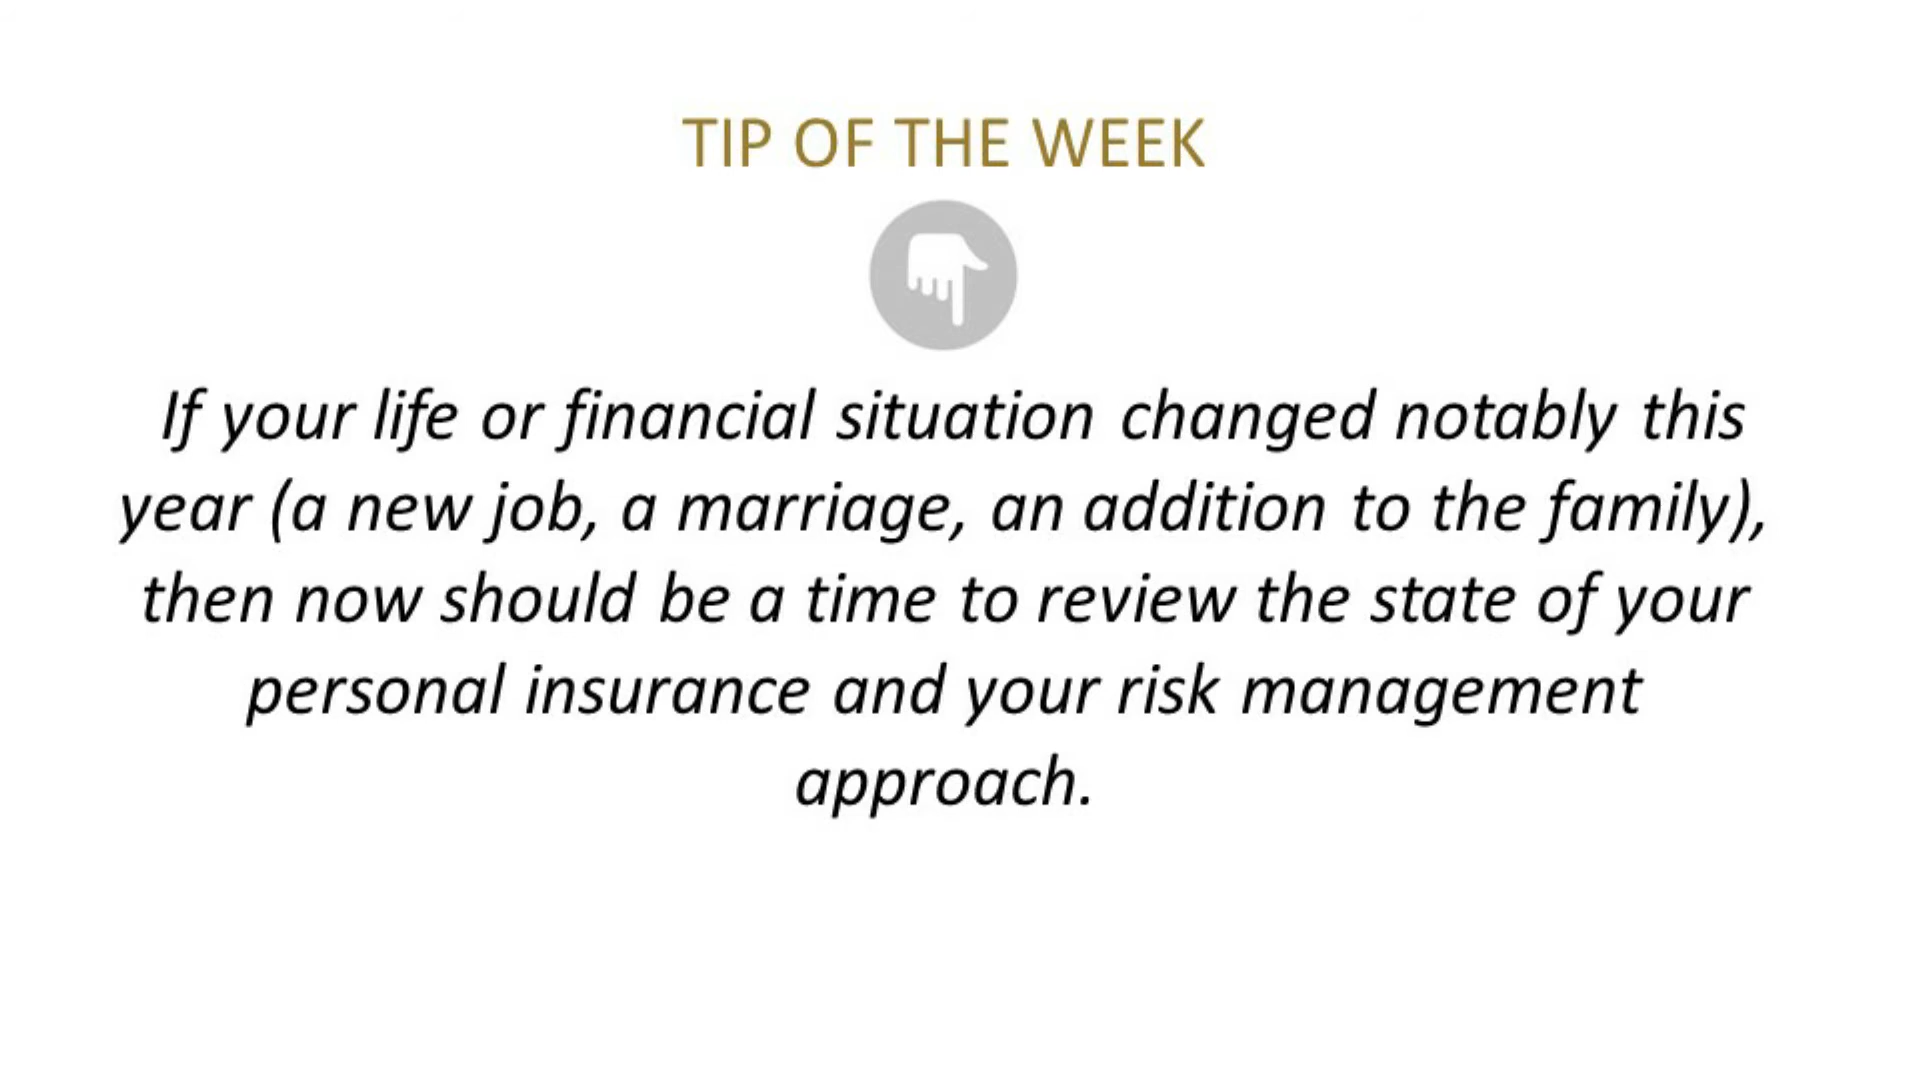 TIP OF THE WEEK
If your life or financial situation changed notably this
year (a new job, a marriage, an addition to the family),
then now should be a time to review the state of your
personal insurance and your risk management
approach.